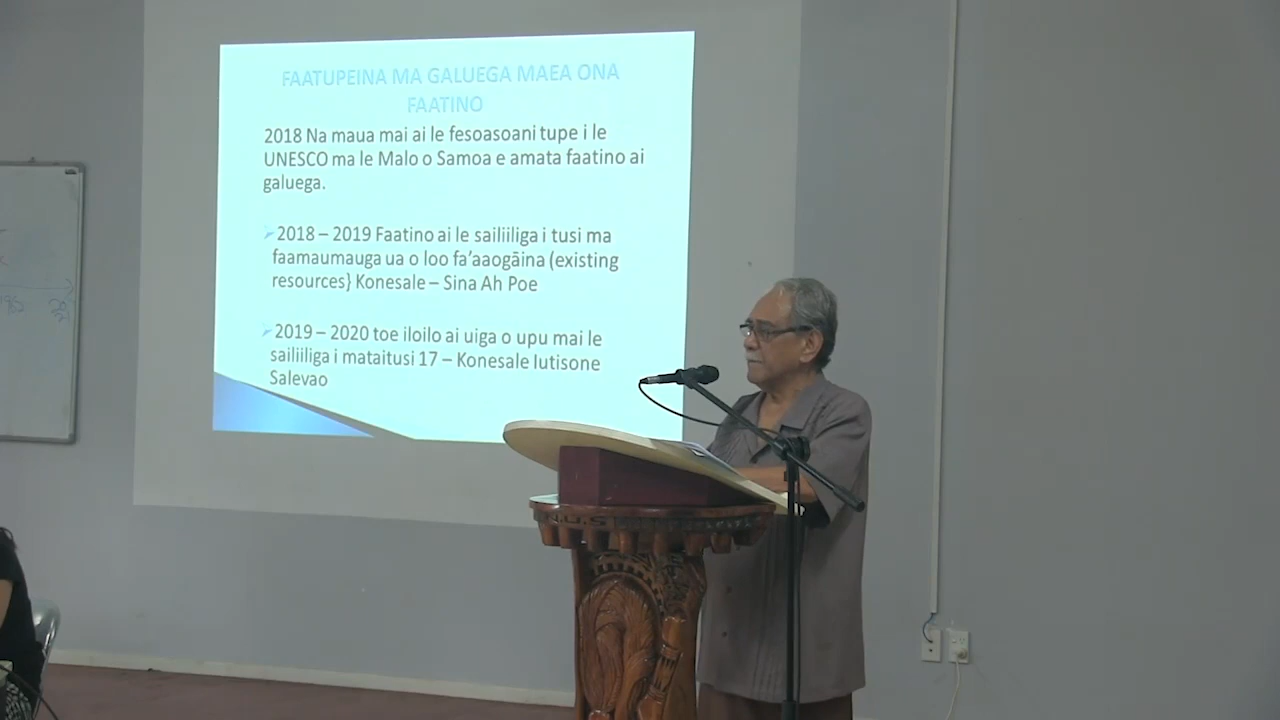 FAATUPEINA MA GALUEGA MAEA ONA
FAATINO
2018 Na maua mai ai le fesoasoani tupe i le
UNESCO ma le Malo o Samoa e amata faatino ai
galuega.
2018 – 2019 Faatino ai le sailiiliga i tusi ma
faamaumauga ua o loo fa’aaogāina (existing
resources} Konesale – Sina Ah Poe
2019 – 2020 toe iloilo ai uiga o upu mai le
sailiiliga i mataitusi 17 – Konesale Iutisone
Salevao
N.U.S